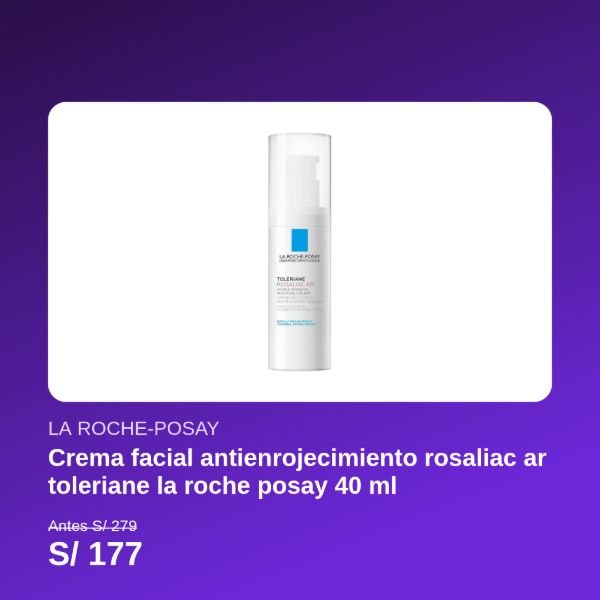 LA ROCHE-POSAY
TOLERIANE
ROSALIAC AR
LA ROCHE-POSAY
Crema facial antienrojecimiento rosaliac ar
toleriane la roche posay 40 ml
Antes S/ 279
S/ 177